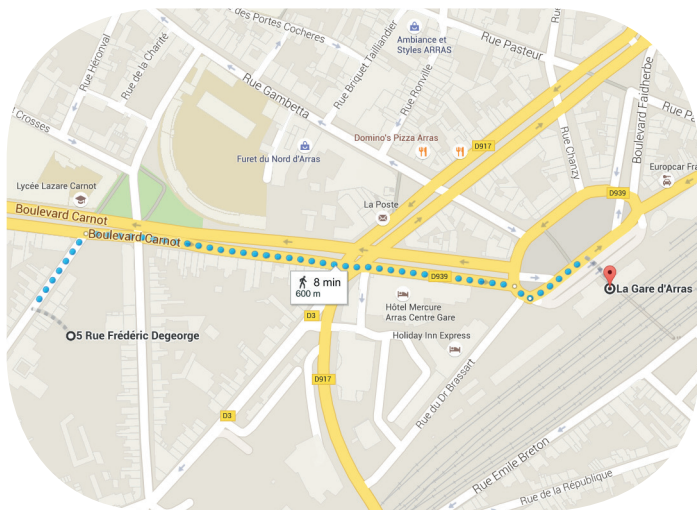 des Portes Cocheres
Ambiance et
Styles ARRAS
Rue Pasteur
Rue Héronval
Rue de la Charité
Rue Briquet Taillandier
Rue Ronville
Boulevard Faidherbe
Rue Gambetta
Crosses
Domino's Pizza Arras
D917
Rue Chanzy
Furet du Nord d'Arras
Europcar Fra
Lycée Lazare Carnot
D939
La Poste
Boulevard Carnot
Boulevard Carnot
8 min
600 m
D939
La Gare d'Arras
Hôtel Mercure
Arras Centre Gare
D3
5 Rue Frédéric Degeorge
Holiday Inn Express
D917
Rue du Dr Brassart
D3
Rue Emile Breton
Rue de la République